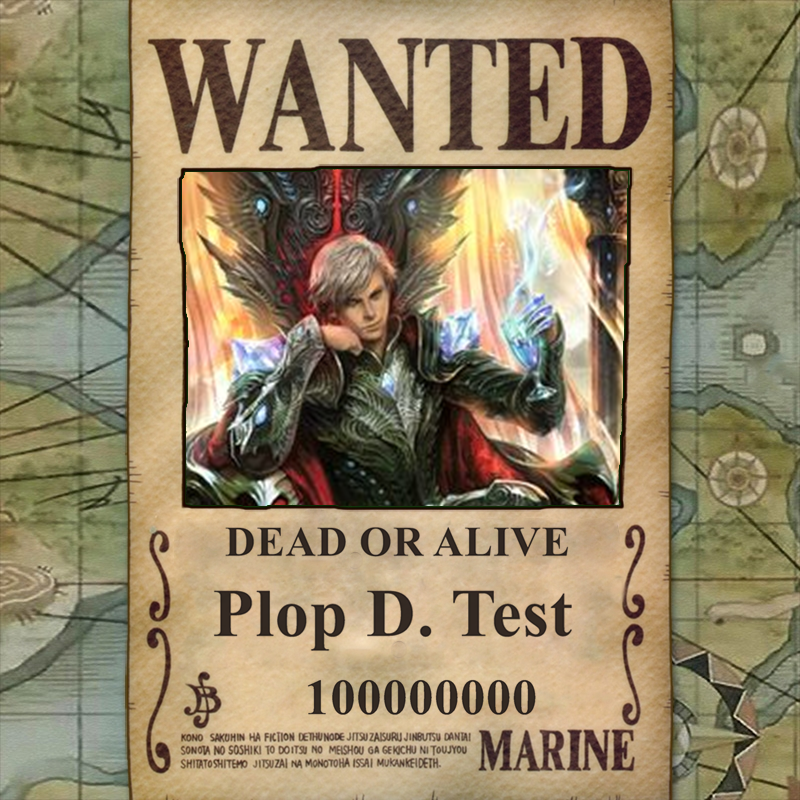 WANTED
DEAD OR ALIVE
Plop D. Test
100000000
KONO SAKUHIN HA FICTION DETHUNODE JITSUZAISURU JINBUTSU DANTAI
SONOTA NO SOSHIKI TO DOITSU NO MEISHOU GA GEKICHU NI TOUJYOU
SHITATOSHITEMO JITSUZAI NA MONOTOHA ISSAI MUKANKEIDETH.
MARINE